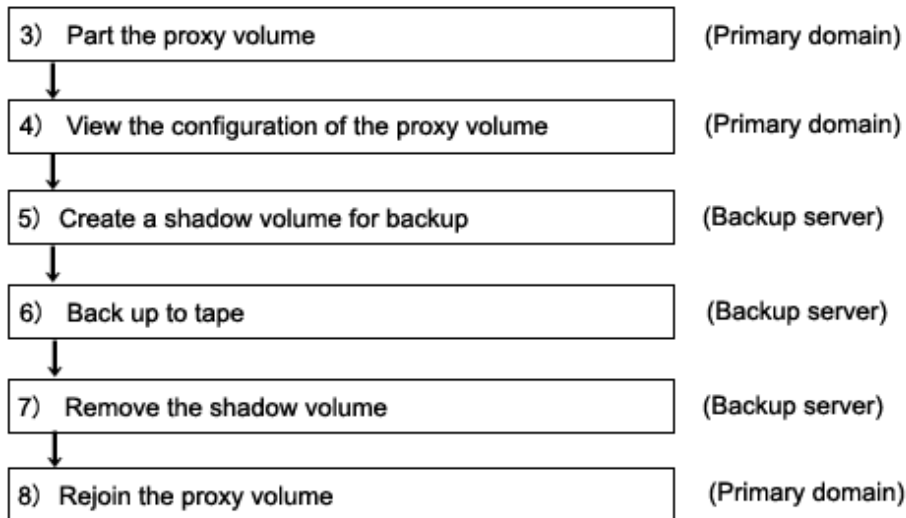 3) Part the proxy volume (Primary domain)
4) View the configuration of the proxy volume (Primary domain)
5) Create a shadow volume for backup (Backup server)
6) Back up to tape (Backup server)
7) Remove the shadow volume (Backup server)
8) Rejoin the proxy volume (Primary domain)